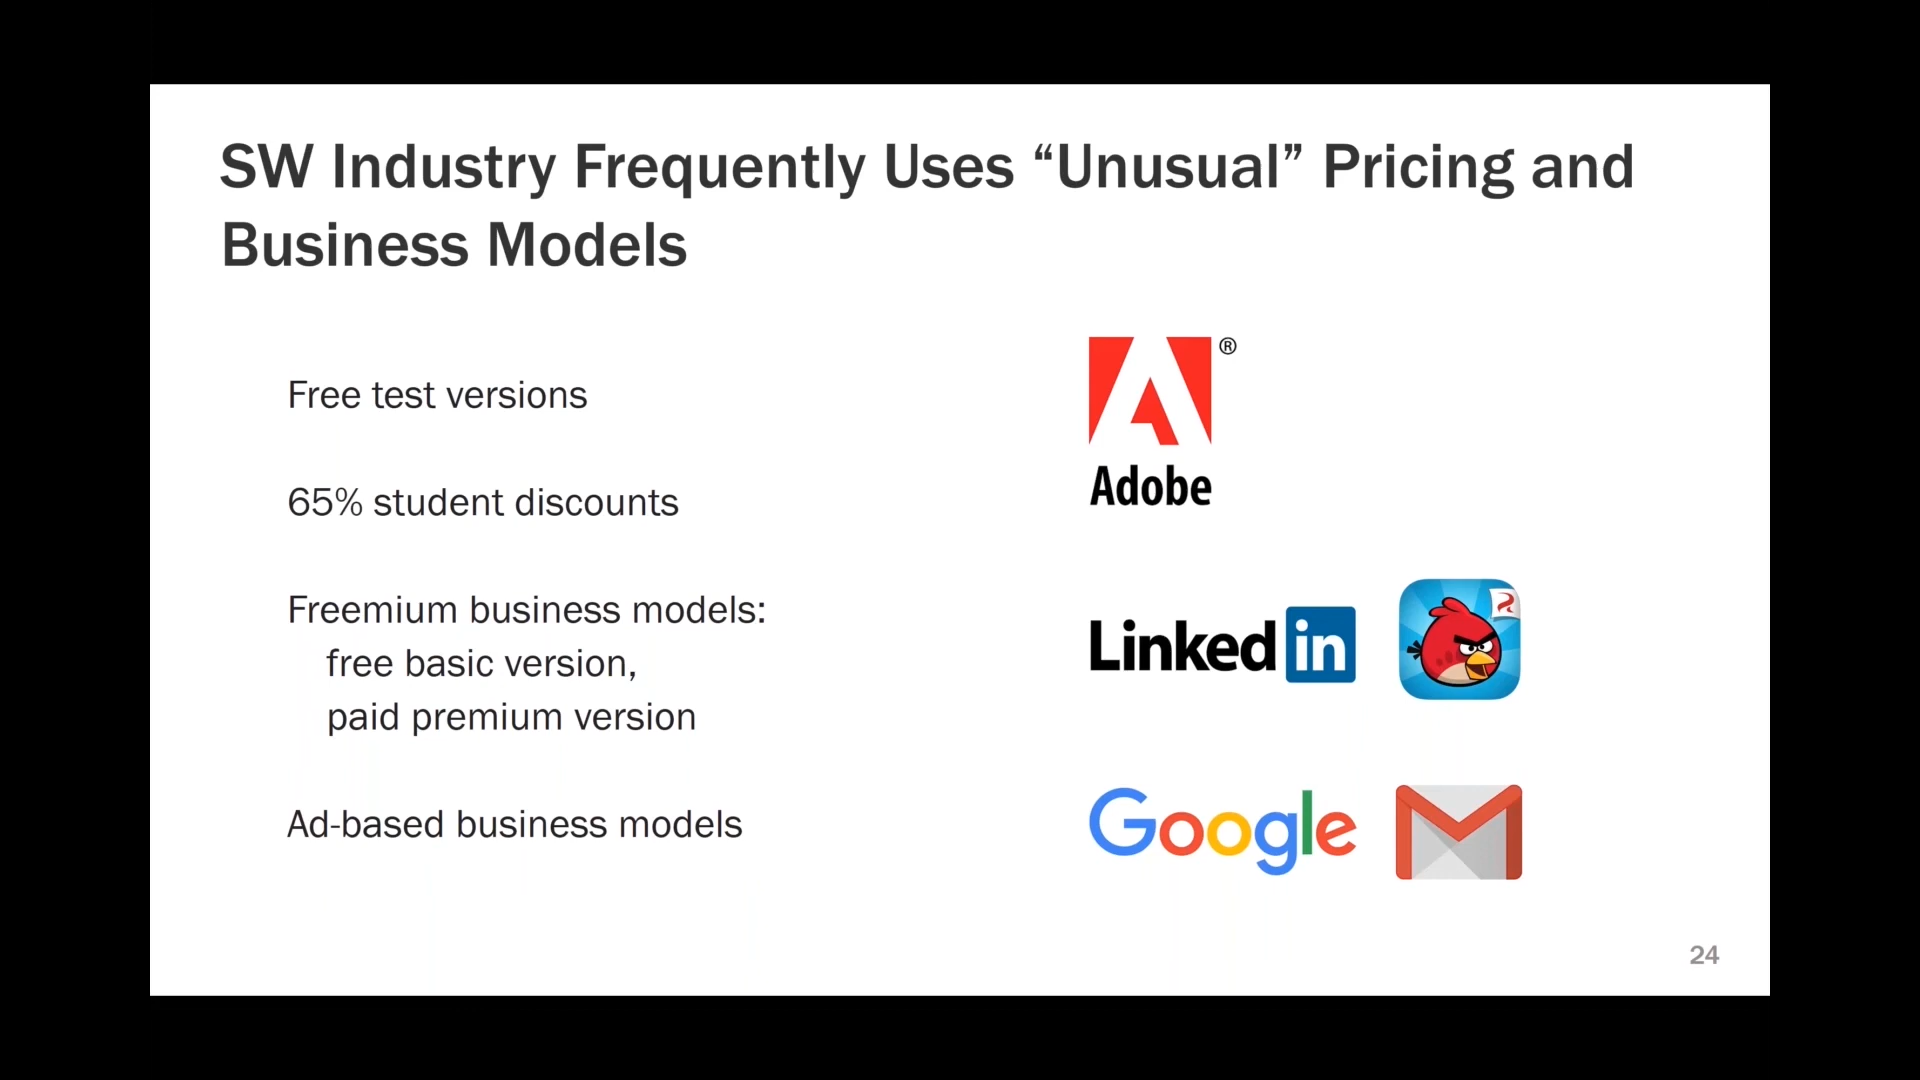 SW Industry Frequently Uses “Unusual” Pricing and
Business Models
Free test versions
65% student discounts
Freemium business models:
free basic version,
paid premium version
Ad-based business models
®
Adobe
Linked in
Google
24